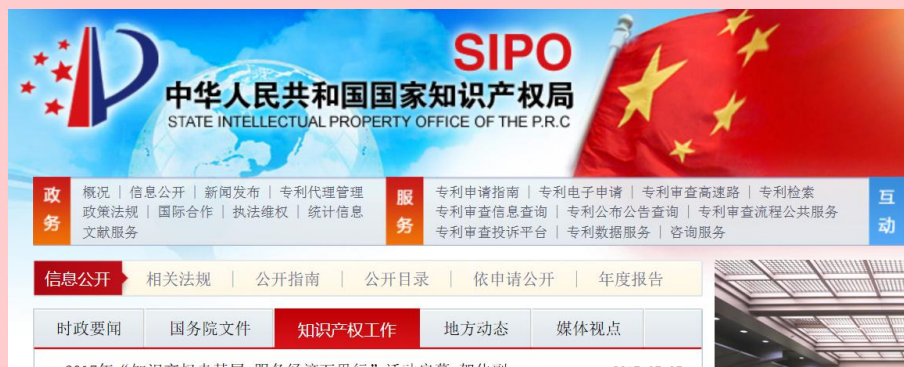 SIPO
中华人民共和国国家知识产权局
STATE INTELLECTUAL PROPERTY OFFICE OF THE P.R.C
政务
概况 | 信息公开 | 新闻发布 | 专利代理管理
政策法规 | 国际合作 | 执法维权 | 统计信息
文献服务
服务
专利申请指南 | 专利电子申请 | 专利审查高速路 | 专利检索
专利审查信息查询 | 专利公布公告查询 | 专利审查流程公共服务
专利审查投诉平台 | 专利数据服务 | 咨询服务
互动
信息公开 相关法规 | 公开指南 | 公开目录 | 依申请公开 | 年度报告
时政要闻 国务院文件 知识产权工作 地方动态 媒体视点